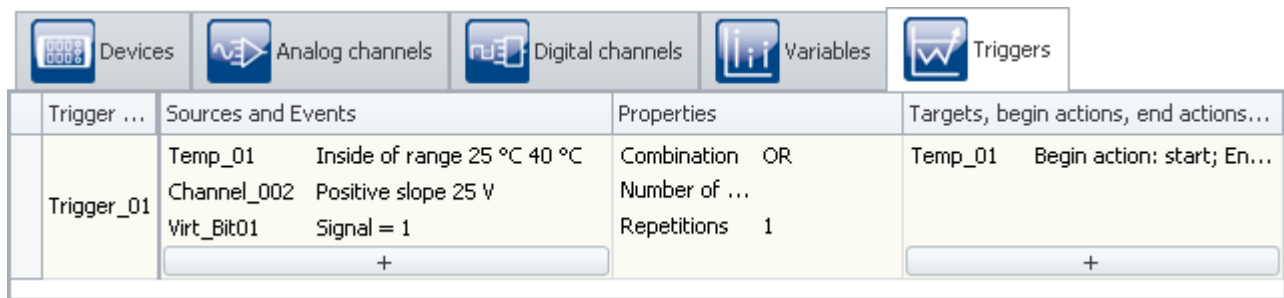 Devices Analog channels Digital channels Variables Triggers
Trigger ... Sources and Events Properties Targets, begin actions, end actions...
Trigger_01
Temp_01 Inside of range 25 °C 40 °C Combination OR Temp_01 Begin action: start; En...
Channel_002 Positive slope 25 V Number of ...
Virt_Bit01 Signal = 1 Repetitions 1
+ +